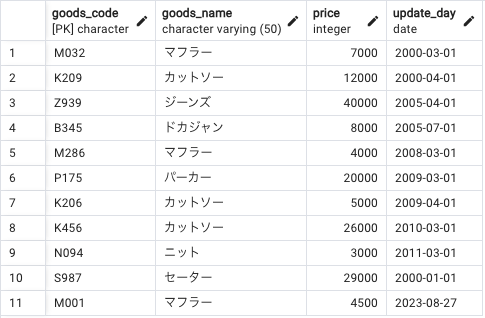 goods_code goods_name price update_day
[PK] character character varying (50) integer date
1 M032 マフラー 7000 2000-03-01
2 K209 カットソー 12000 2000-04-01
3 Z939 ジーンズ 40000 2005-04-01
4 B345 ドカジャン 8000 2005-07-01
5 M286 マフラー 4000 2008-03-01
6 P175 パーカー 20000 2009-03-01
7 K206 カットソー 5000 2009-04-01
8 K456 カットソー 26000 2010-03-01
9 N094 ニット 3000 2011-03-01
10 S987 セーター 29000 2000-01-01
11 M001 マフラー 4500 2023-08-27